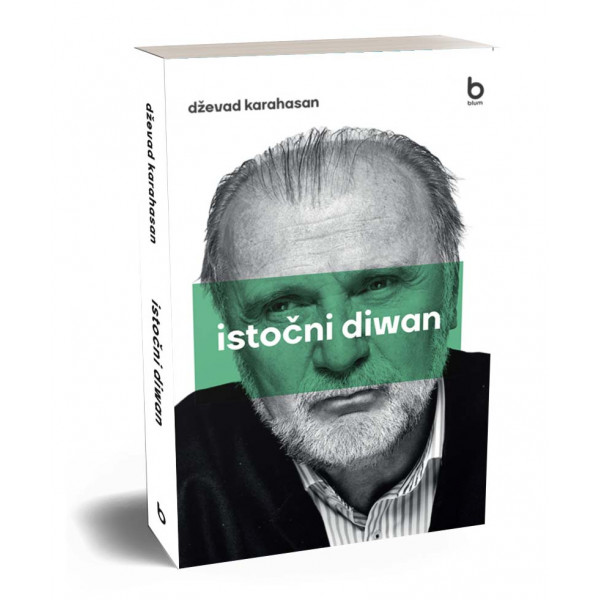 dževad karahasan
b
blum
istočni diwan
dževad karahasan
istočni diwan
b